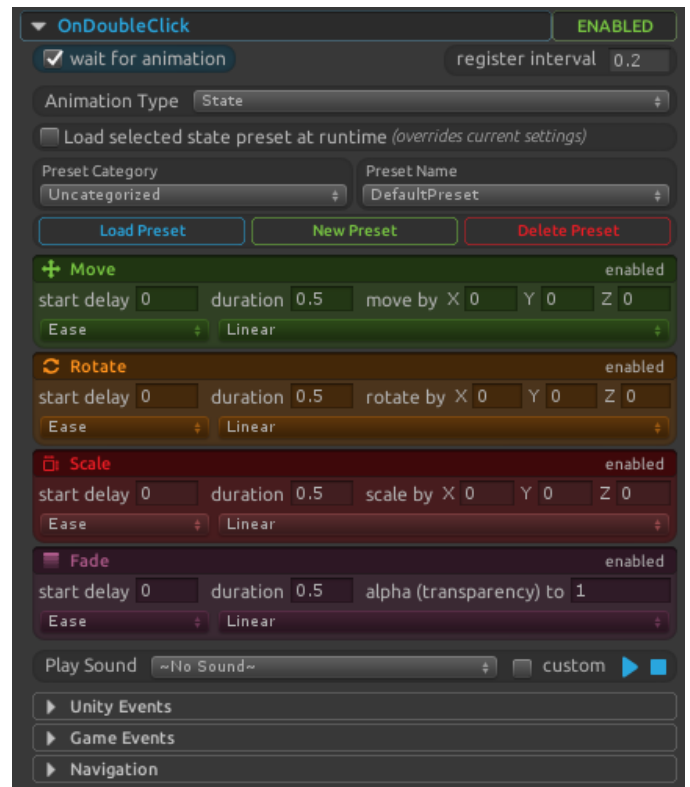 OnDoubleClick ENABLED
wait for animation register interval 0.2
Animation Type State
Load selected state preset at runtime (overrides current settings)
Preset Category Preset Name
Uncategorized DefaultPreset
Load Preset New Preset Delete Preset
Move enabled
start delay 0 duration 0.5 move by X 0 Y 0 Z 0
Ease Linear
Rotate enabled
start delay 0 duration 0.5 rotate by X 0 Y 0 Z 0
Ease Linear
Scale enabled
start delay 0 duration 0.5 scale by X 0 Y 0 Z 0
Ease Linear
Fade enabled
start delay 0 duration 0.5 alpha (transparency) to 1
Ease Linear
Play Sound ~No Sound~ custom
Unity Events
Game Events
Navigation